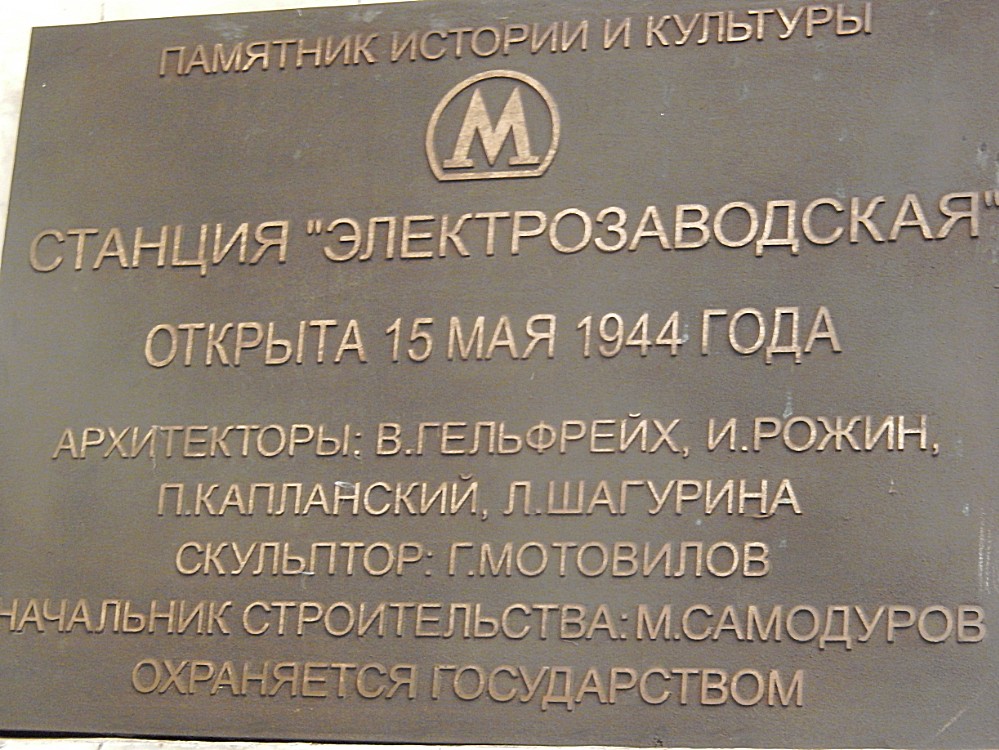 ПАМЯТНИК ИСТОРИИ И КУЛЬТУРЫ
М
СТАНЦИЯ "ЭЛЕКТРОЗАВОДСКАЯ"
ОТКРЫТА 15 МАЯ 1944 ГОДА
АРХИТЕКТОРЫ: В.ГЕЛЬФРЕЙХ, И.РОЖИН,
П.КАПЛАНСКИЙ, Л.ШАГУРИНА
СКУЛЬПТОР: Г.МОТОВИЛОВ
НАЧАЛЬНИК СТРОИТЕЛЬСТВА: М.САМОДУРОВ
ОХРАНЯЕТСЯ ГОСУДАРСТВОМ